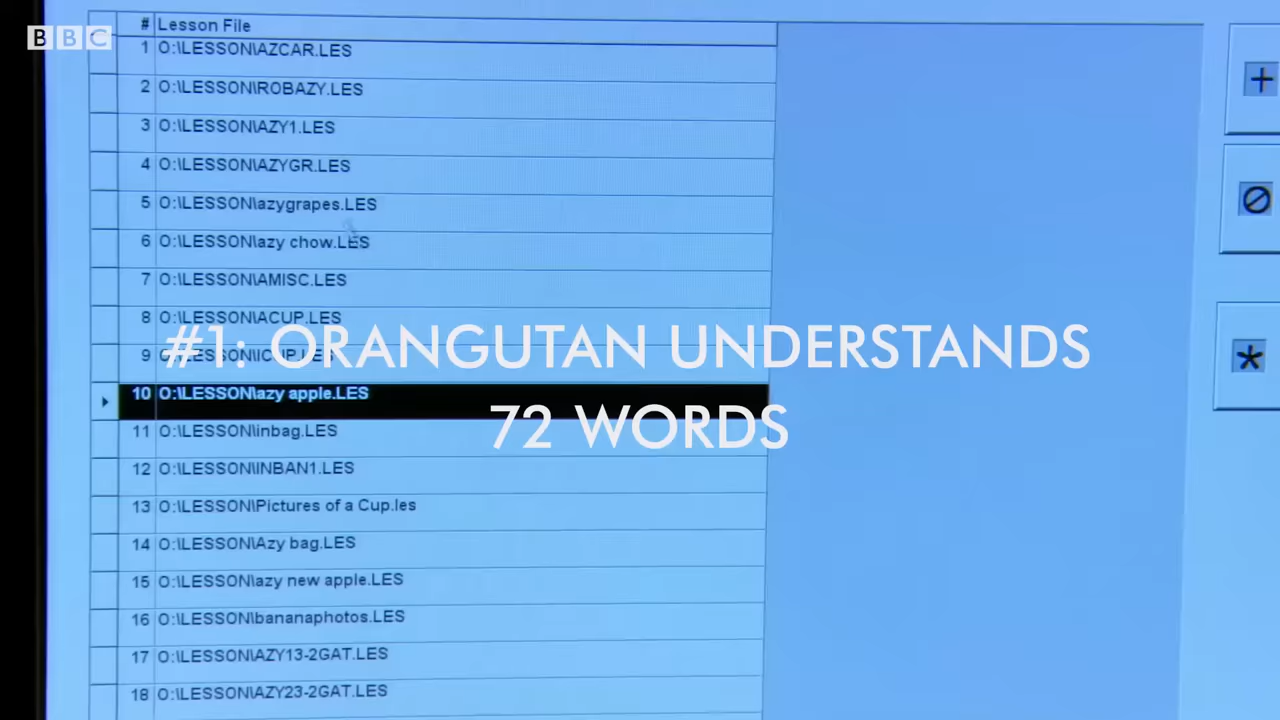 BBC
# Lesson File
1 O:\LESSON\AZCAR.LES
2 O:\LESSON\ROBAZY.LES
3 O:\LESSON\AZY1.LES
4 O:\LESSON\AZYGR.LES
5 O:\LESSON\azygrapes.LES
6 O:\LESSON\azy chow.LES
7 O:\LESSON\AMISC.LES
8 O:\LESSON\ACUP.LES
9 O:\LESSON\ICUP.LES
#1: ORANGUTAN UNDERSTANDS
10 O:\LESSON\azy apple.LES
72 WORDS
11 O:\LESSON\inbag.LES
12 O:\LESSON\INBAN1.LES
13 O:\LESSON\Pictures of a Cup.les
14 O:\LESSON\Azy bag.LES
15 O:\LESSON\azy new apple.LES
16 O:\LESSON\bananaphotos.LES
17 O:\LESSON\AZY13-2GAT.LES
18 O:\LESSON\AZY23-2GAT.LES